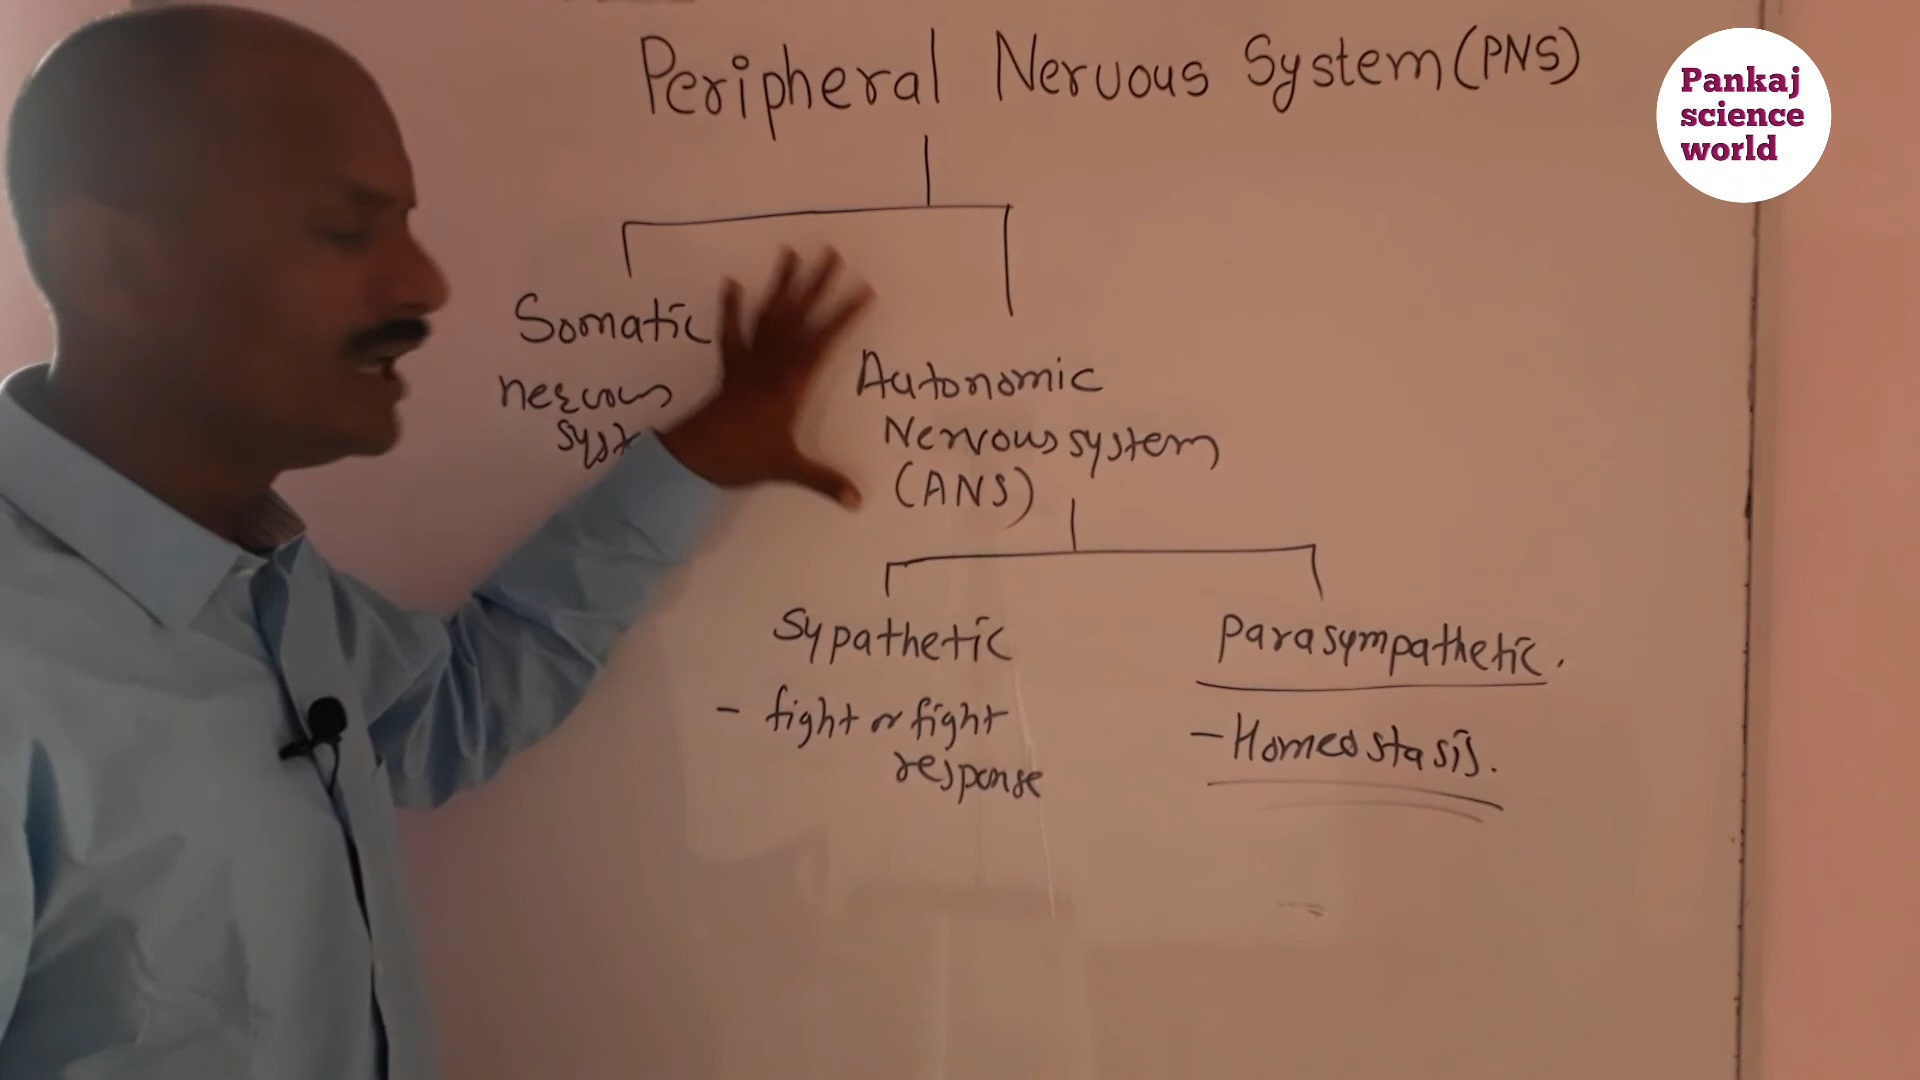 Peripheral Nervous System (PNS)
Pankaj
science
world
Somatic
nervous
syst
Autonomic
Nervous system
(ANS)
Sypathetic
- fight or fight
response
Parasympathetic.
- Homeostasis.